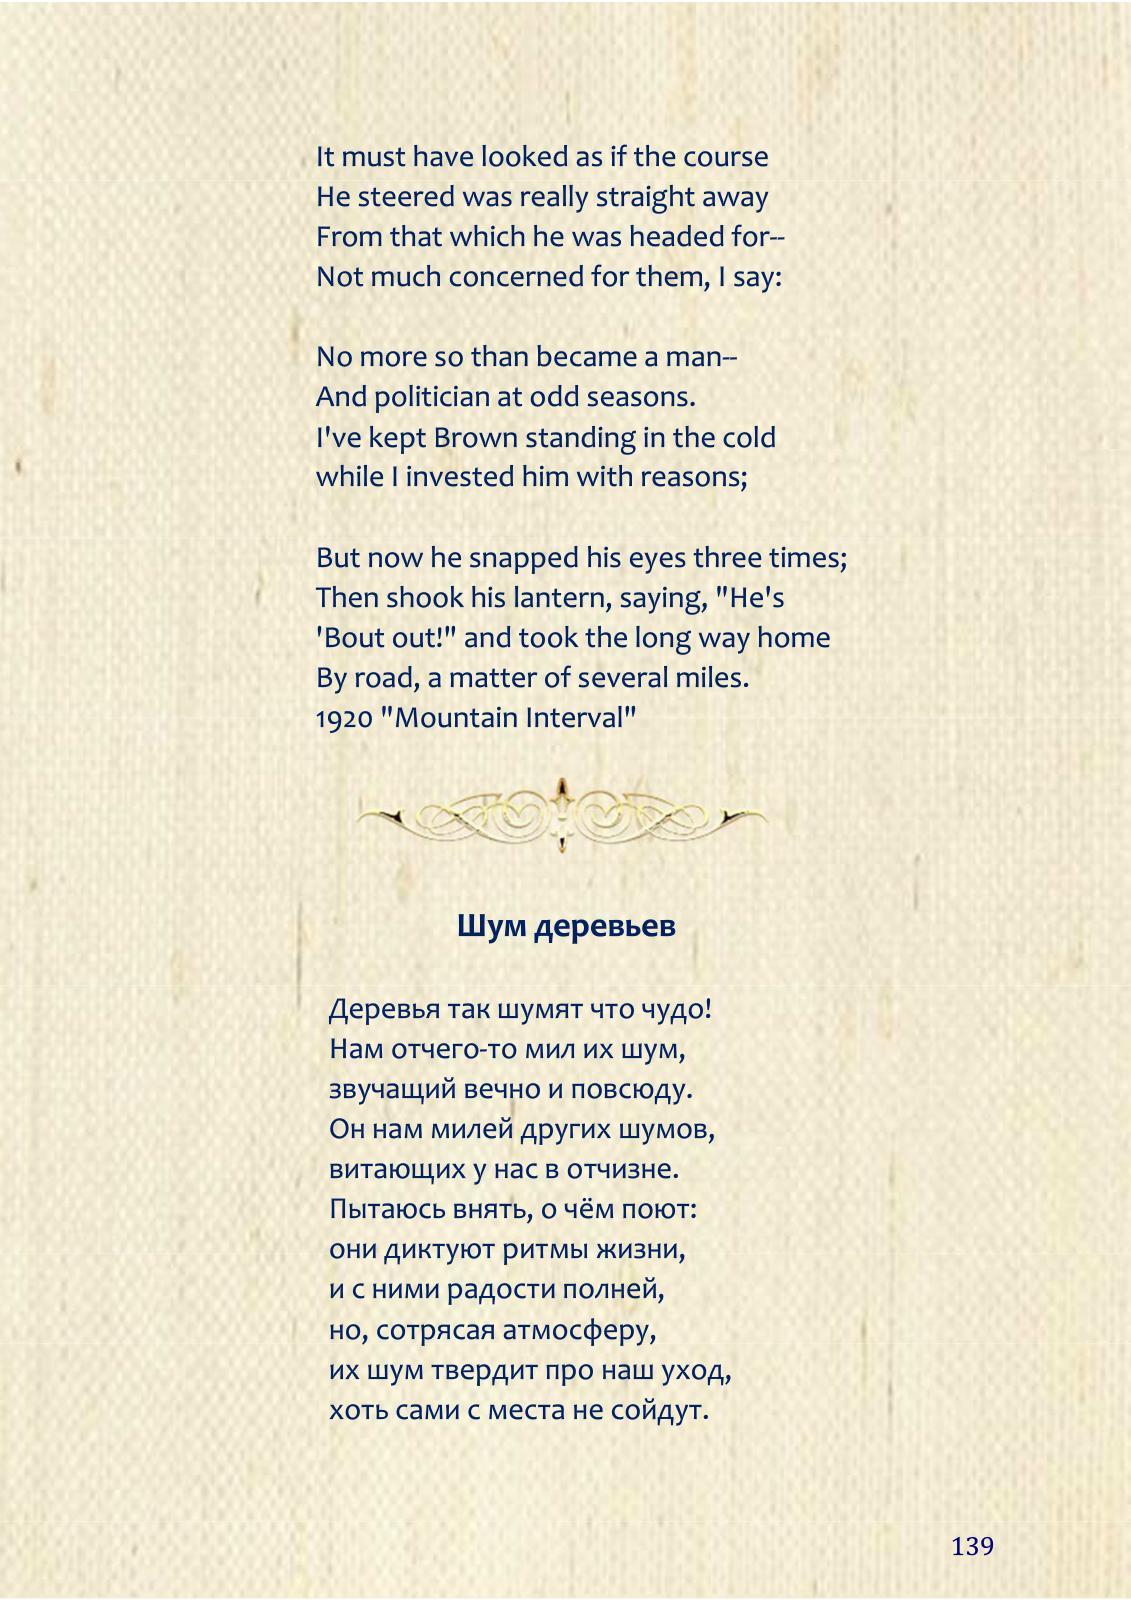 It must have looked as if the course
He steered was really straight away
From that which he was headed for--
Not much concerned for them, I say:
No more so than became a man--
And politician at odd seasons.
I've kept Brown standing in the cold
while I invested him with reasons;
But now he snapped his eyes three times;
Then shook his lantern, saying, "He's
'Bout out!" and took the long way home
By road, a matter of several miles.
1920 "Mountain Interval"
Шум деревьев
Деревья так шумят что чудо!
Нам отчего-то мил их шум,
звучащий вечно и повсюду.
Он нам милей других шумов,
витающих у нас в отчизне.
Пытаюсь внять, о чём поют:
они диктуют ритмы жизни,
и с ними радости полней,
но, сотрясая атмосферу,
их шум твердит про наш уход,
хоть сами с места не сойдут.
139